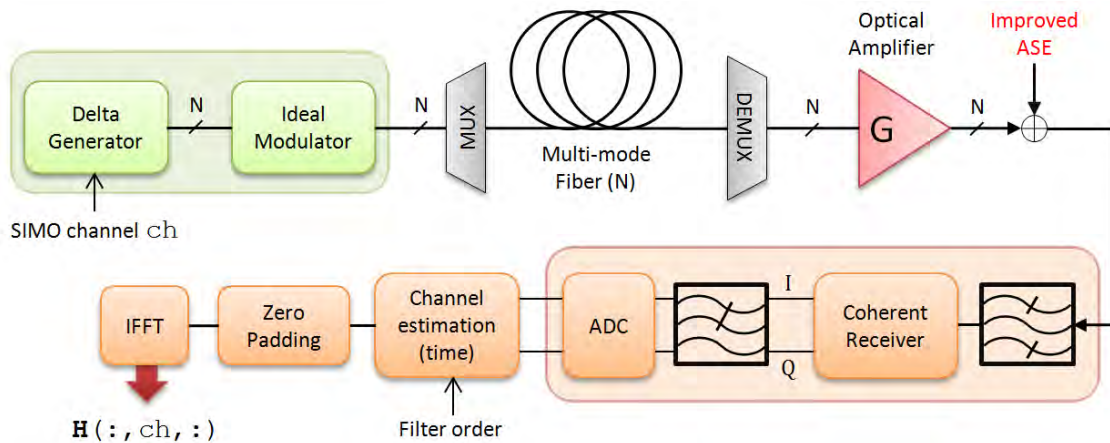 Optical
Amplifier
Improved
ASE
Delta
Generator
N
Ideal
Modulator
N
MUX
Multi-mode
Fiber (N)
DEMUX
N
G
N
SIMO channel ch
IFFT
Zero
Padding
Channel
estimation
(time)
ADC
I
Q
Coherent
Receiver
H(:,ch,:)
Filter order